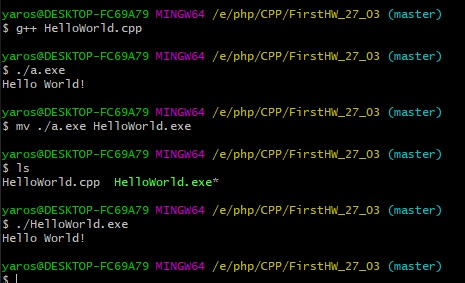 yaros@DESKTOP-FC69A79 MINGW64 /e/php/CPP/FirstHW_27_03 (master)
$ g++ HelloWorld.cpp
yaros@DESKTOP-FC69A79 MINGW64 /e/php/CPP/FirstHW_27_03 (master)
$ ./a.exe
Hello World!
yaros@DESKTOP-FC69A79 MINGW64 /e/php/CPP/FirstHW_27_03 (master)
$ mv ./a.exe HelloWorld.exe
yaros@DESKTOP-FC69A79 MINGW64 /e/php/CPP/FirstHW_27_03 (master)
$ ls
HelloWorld.cpp  HelloWorld.exe*
yaros@DESKTOP-FC69A79 MINGW64 /e/php/CPP/FirstHW_27_03 (master)
$ ./HelloWorld.exe
Hello World!
yaros@DESKTOP-FC69A79 MINGW64 /e/php/CPP/FirstHW_27_03 (master)
$